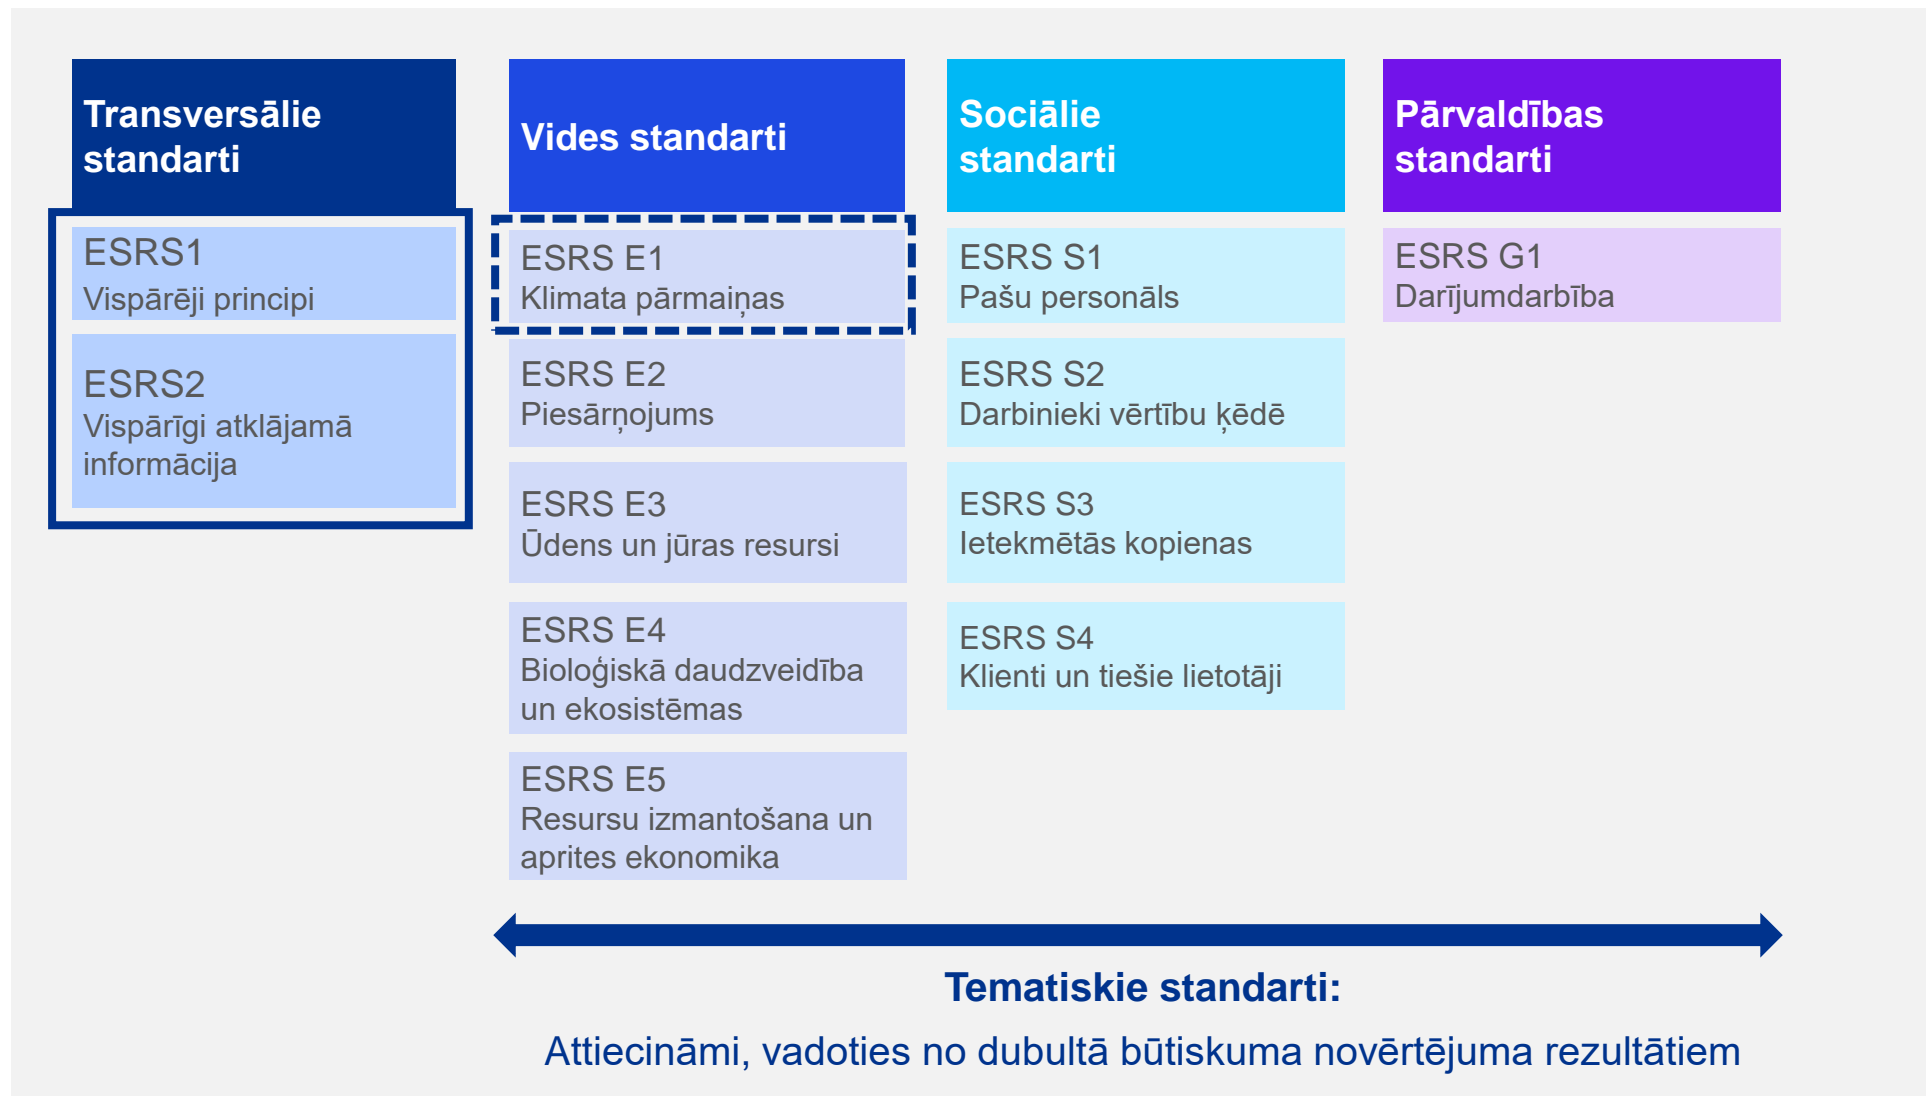 Transversālie
standarti
ESRS1
Vispārēji principi
ESRS2
Vispārīgi atklājamā
informācija
Vides standarti
ESRS E1
Klimata pārmaiņas
ESRS E2
Piesārņojums
ESRS E3
Ūdens un jūras resursi
ESRS E4
Bioloģiskā daudzveidība
un ekosistēmas
ESRS E5
Resursu izmantošana un
aprites ekonomika
Sociālie
standarti
ESRS S1
Pašu personāls
ESRS S2
Darbinieki vērtību ķēdē
ESRS S3
Ietekmētās kopienas
ESRS S4
Klienti un tiešie lietotāji
Pārvaldības
standarti
ESRS G1
Darījumdarbība
Tematiskie standarti:
Attiecināmi, vadoties no dubultā būtiskuma novērtējuma rezultātiem